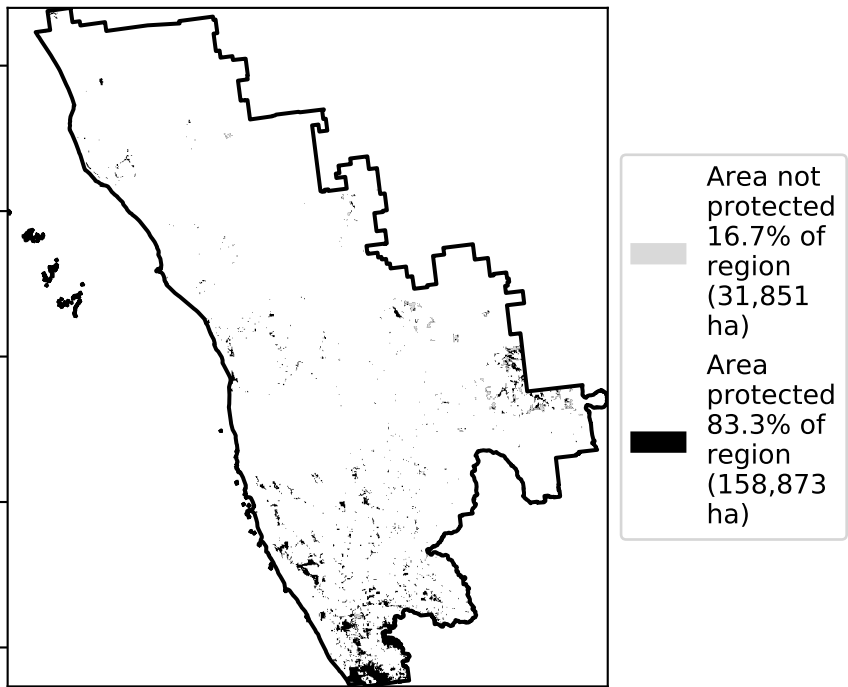 Area not
protected
16.7% of
region
(31,851
ha)
Area
protected
83.3% of
region
(158,873
ha)